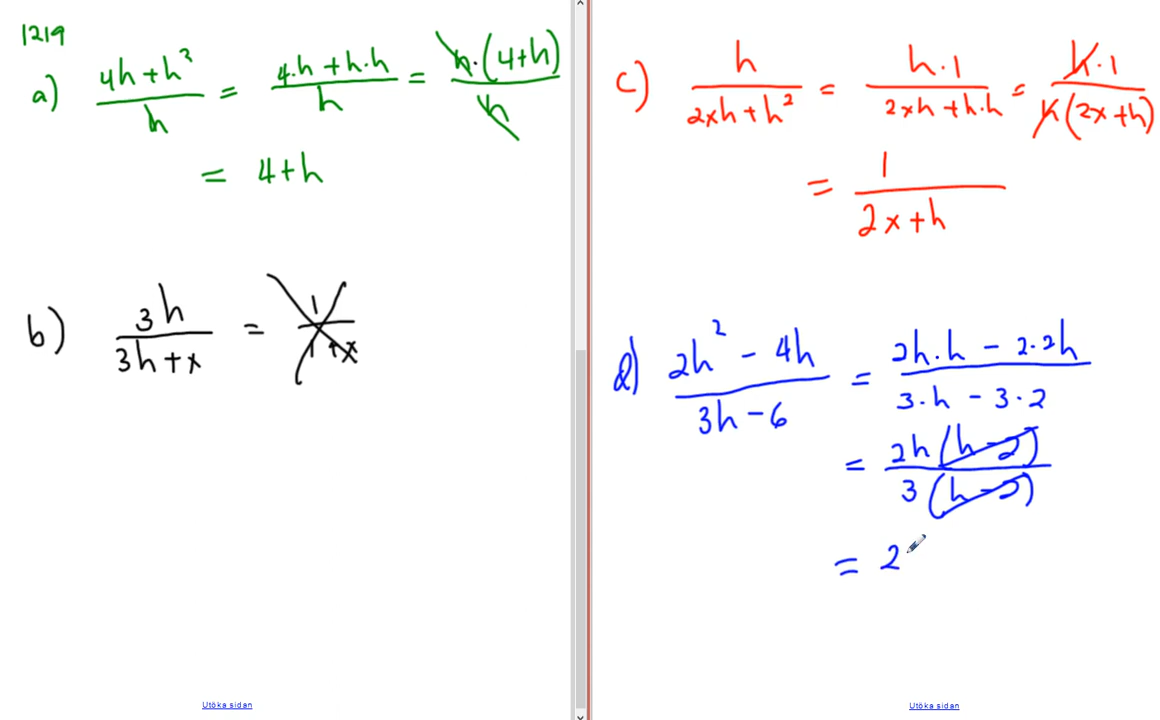 1219
a) (4h+h²)/h = (4·h+h·h)/h = h·(4+h)/h
= 4+h
b) 3h/(3h+x) = 1/(1+x)
Utöka sidan
c) h/(2xh+h²) = h·1/(2xh+h·h) = h·1/h(2x+h)
= 1/(2x+h)
d) (2h²-4h)/(3h-6) = (2h·h-2·2h)/(3·h-3·2)
= 2h(h-2)/3(h-2)
= 2
Utöka sidan